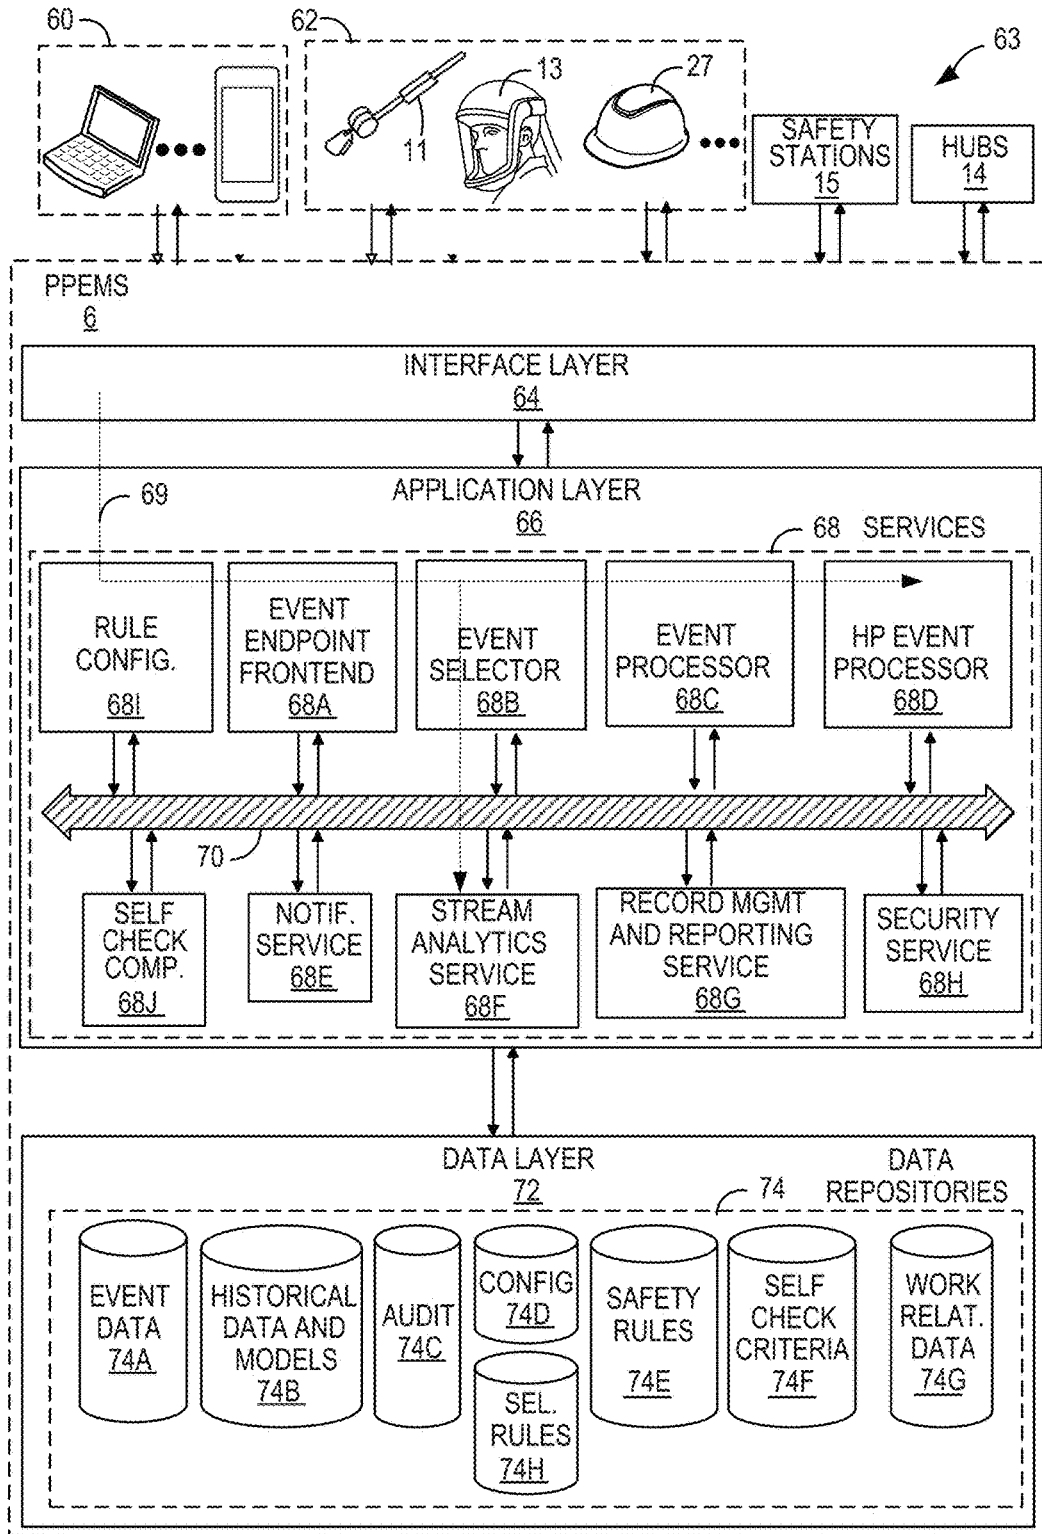 60
62
63
13
27
11
SAFETY
STATIONS
15
HUBS
14
PPEMS
6
INTERFACE LAYER
64
69
APPLICATION LAYER
66
68 SERVICES
RULE
CONFIG.
68I
EVENT
ENDPOINT
FRONTEND
68A
EVENT
SELECTOR
68B
EVENT
PROCESSOR
68C
HP EVENT
PROCESSOR
68D
70
SELF
CHECK
COMP.
68J
NOTIF.
SERVICE
68E
STREAM
ANALYTICS
SERVICE
68F
RECORD MGMT
AND REPORTING
SERVICE
68G
SECURITY
SERVICE
68H
DATA LAYER
72
74
DATA
REPOSITORIES
EVENT
DATA
74A
HISTORICAL
DATA AND
MODELS
74B
AUDIT
74C
CONFIG
74D
SEL.
RULES
74H
SAFETY
RULES
74E
SELF
CHECK
CRITERIA
74F
WORK
RELAT.
DATA
74G